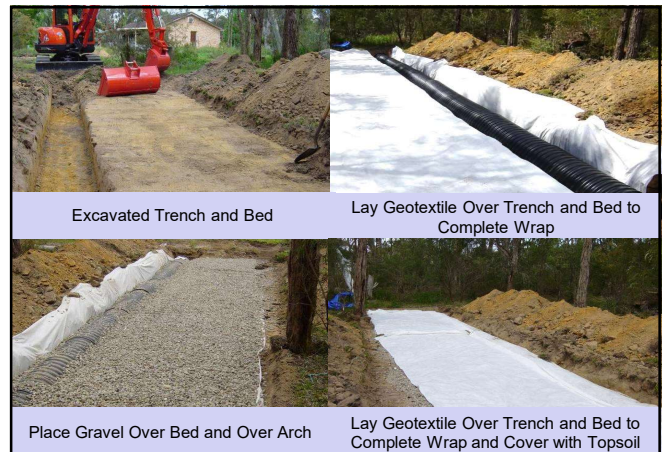 Excavated Trench and Bed
Lay Geotextile Over Trench and Bed to
Complete Wrap
Place Gravel Over Bed and Over Arch
Lay Geotextile Over Trench and Bed to
Complete Wrap and Cover with Topsoil